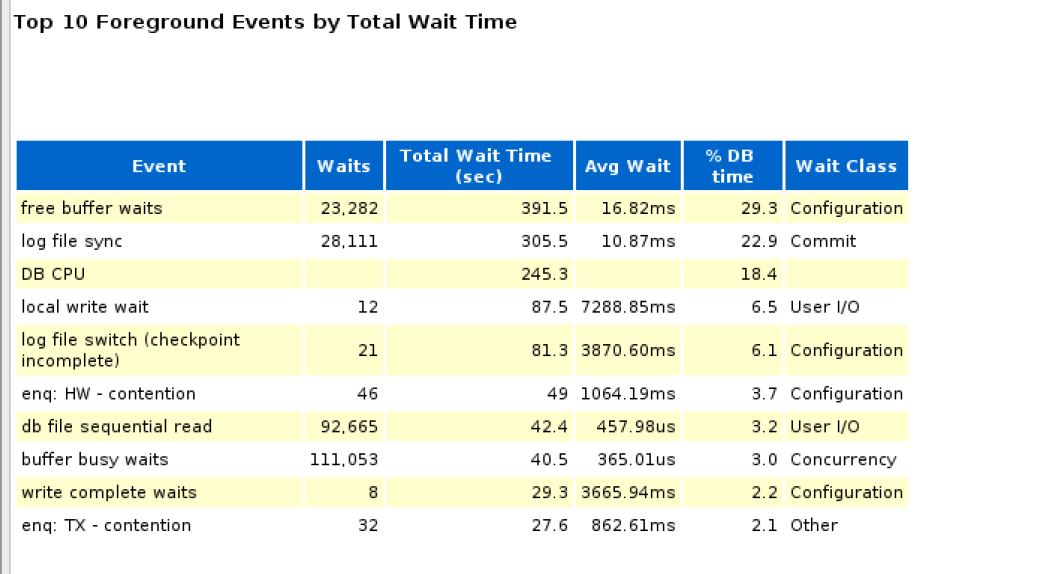 Top 10 Foreground Events by Total Wait Time
Event Waits Total Wait Time (sec) Avg Wait % DB time Wait Class
free buffer waits 23,282 391.5 16.82ms 29.3 Configuration
log file sync 28,111 305.5 10.87ms 22.9 Commit
DB CPU 245.3 18.4
local write wait 12 87.5 7288.85ms 6.5 User I/O
log file switch (checkpoint incomplete) 21 81.3 3870.60ms 6.1 Configuration
enq: HW - contention 46 49 1064.19ms 3.7 Configuration
db file sequential read 92,665 42.4 457.98us 3.2 User I/O
buffer busy waits 111,053 40.5 365.01us 3.0 Concurrency
write complete waits 8 29.3 3665.94ms 2.2 Configuration
enq: TX - contention 32 27.6 862.61ms 2.1 Other